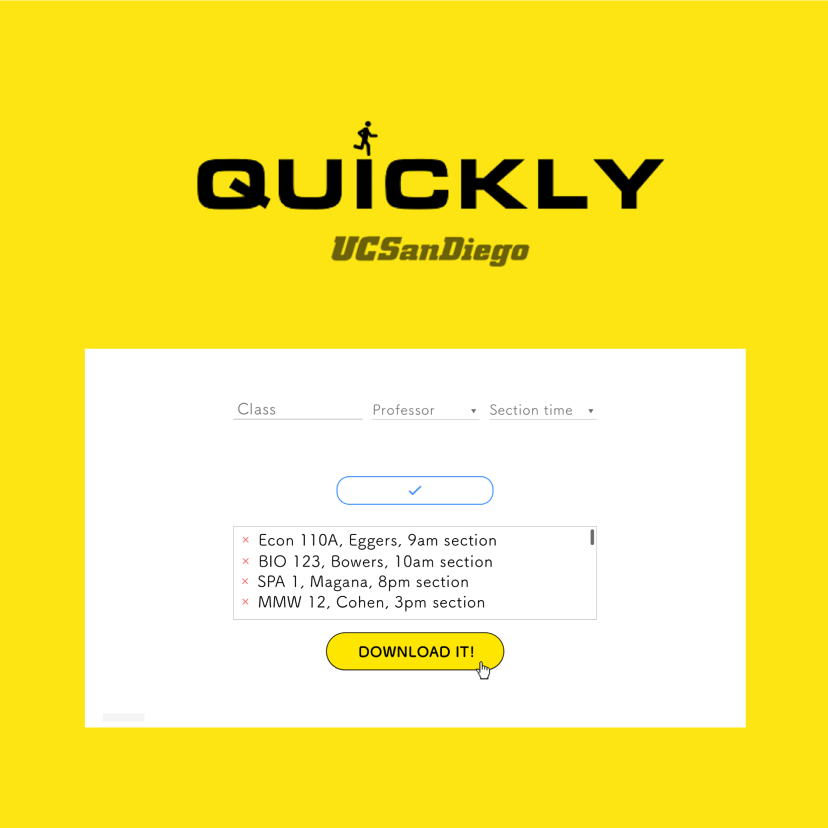 QUICKLY
UCSanDiego
Class Professor Section time
Econ 110A, Eggers, 9am section
BIO 123, Bowers, 10am section
SPA 1, Magana, 8pm section
MMW 12, Cohen, 3pm section
DOWNLOAD IT!